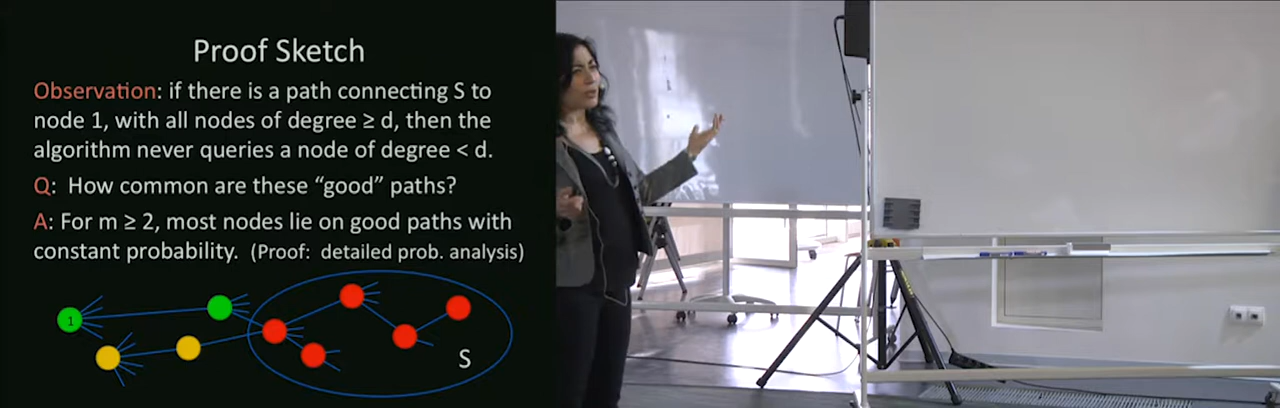 Proof Sketch
Observation: if there is a path connecting S to
node 1, with all nodes of degree ≥ d, then the
algorithm never queries a node of degree < d.
Q: How common are these “good” paths?
A: For m ≥ 2, most nodes lie on good paths with
constant probability. (Proof: detailed prob. analysis)
1
S